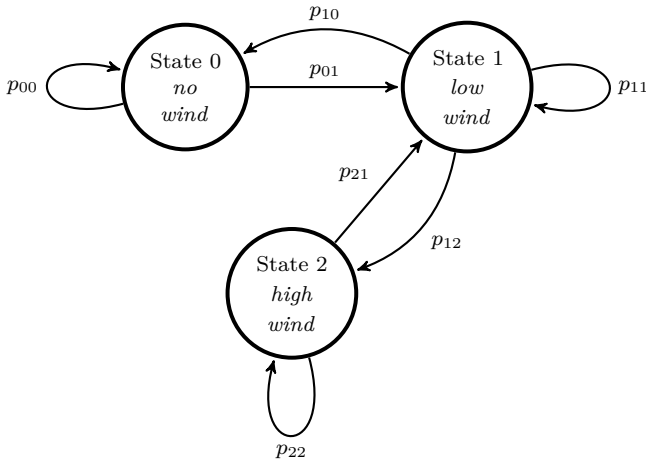 p10
State 0
no
wind
p00
p01
State 1
low
wind
p11
p21
p12
State 2
high
wind
p22